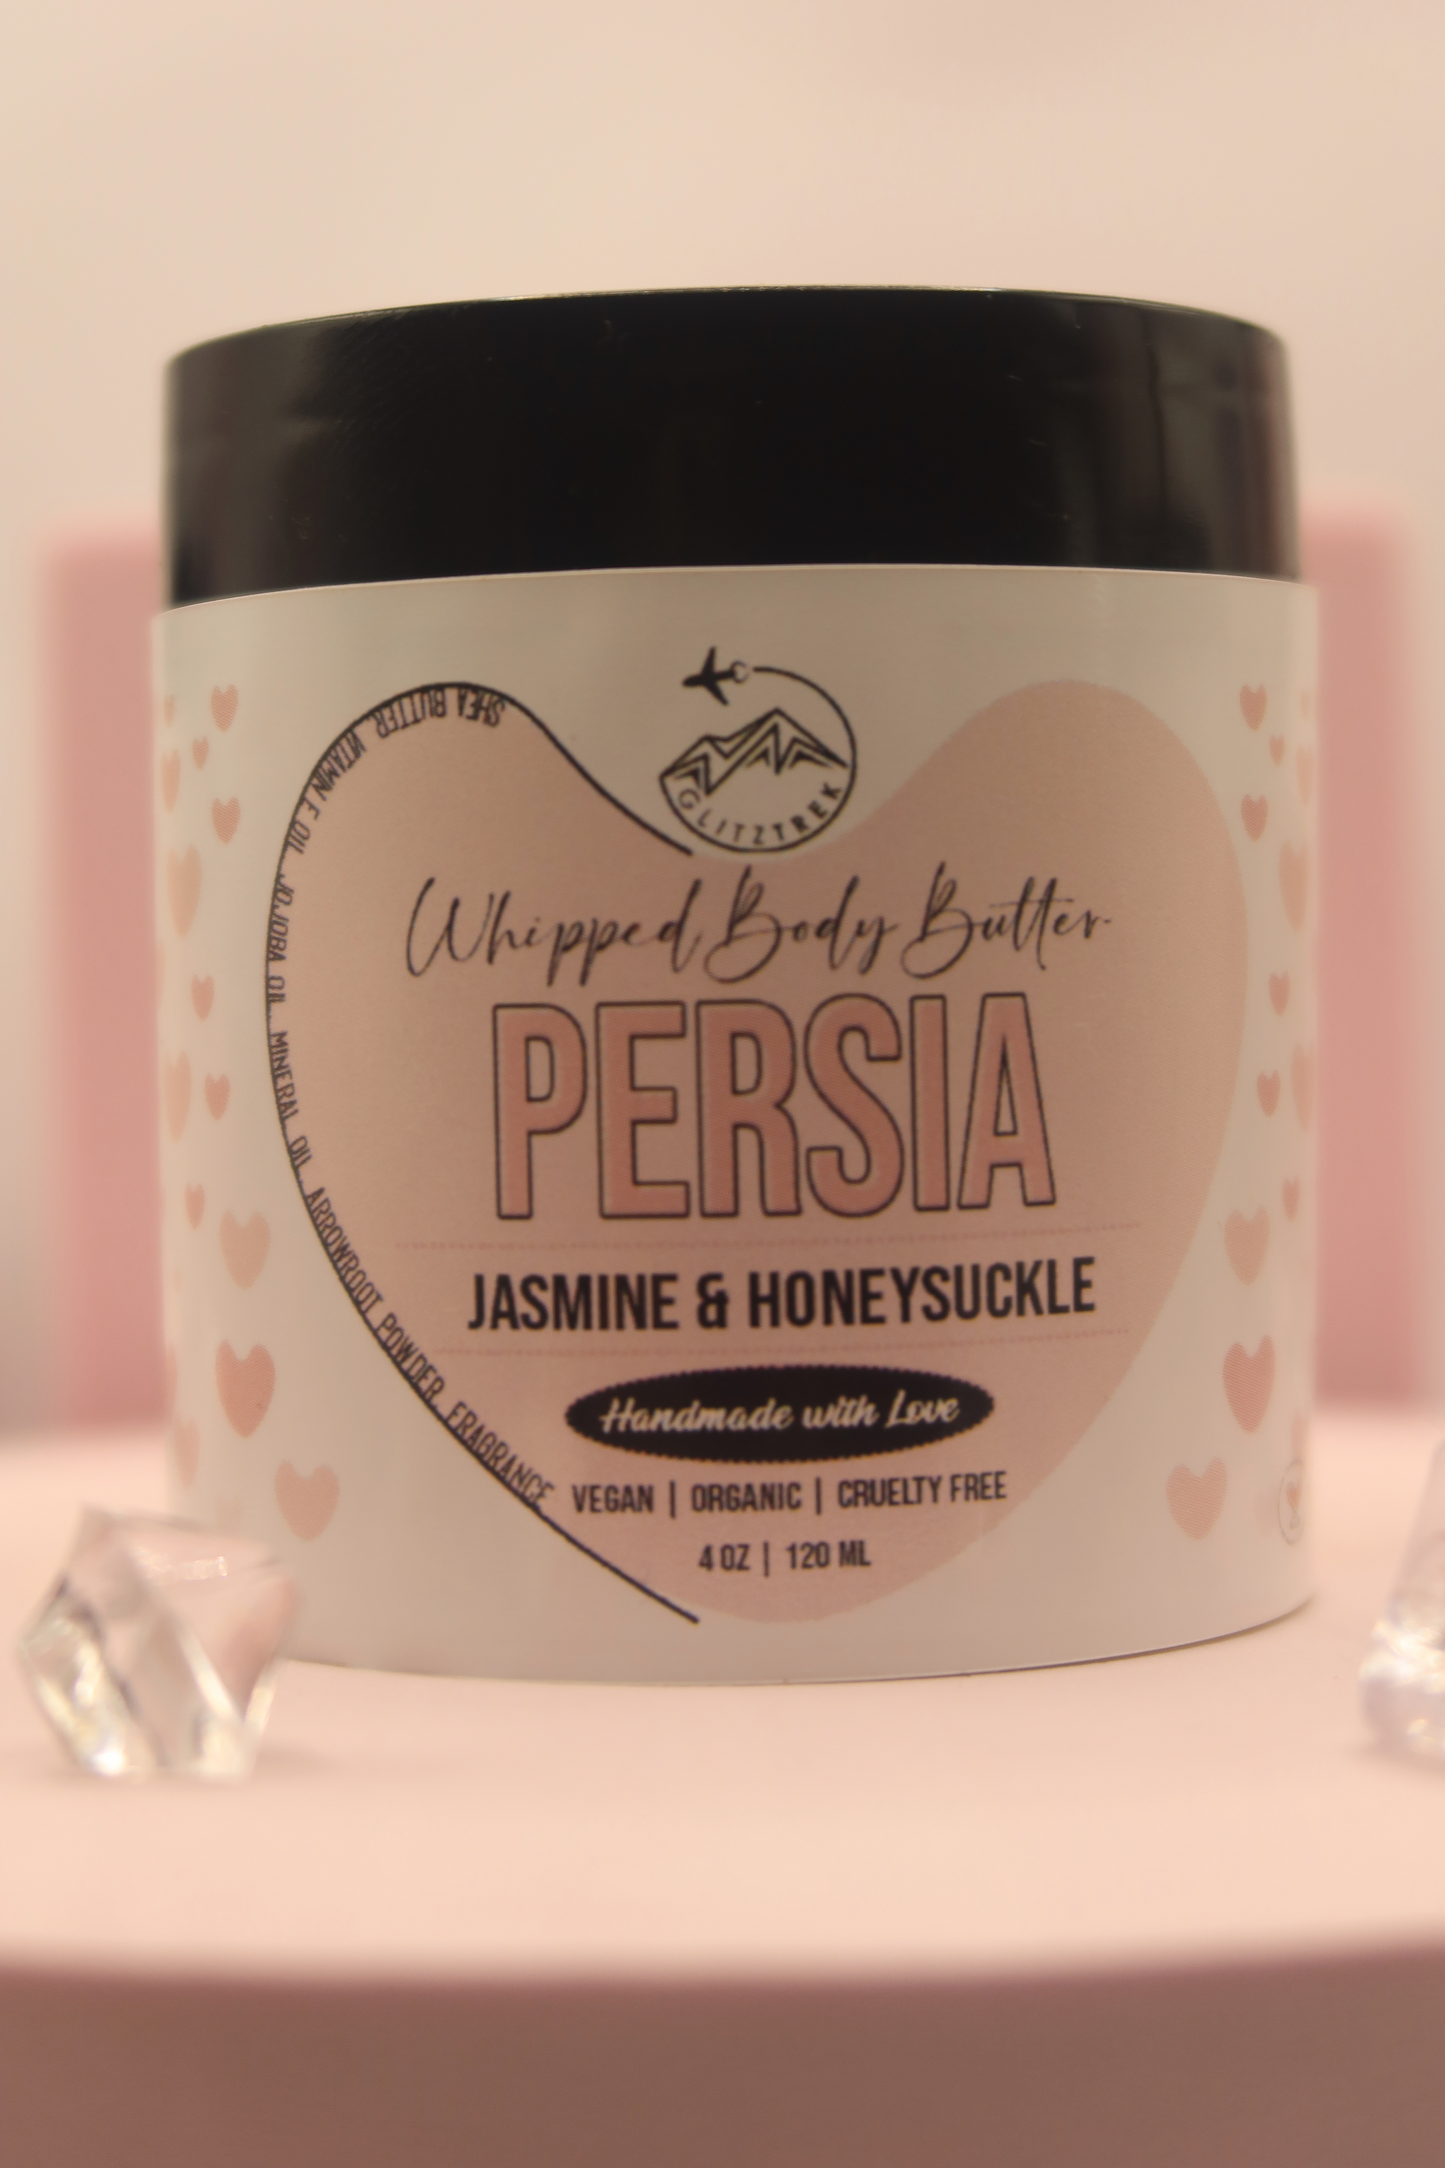 GLITZTREK
SHEA BUTTER, VITAMIN E OIL, JOJOBA OIL, MINERAL OIL, ARROWROOT POWDER, FRAGRANCE
Whipped Body Butter
PERSIA
JASMINE & HONEYSUCKLE
Handmade with Love
VEGAN | ORGANIC | CRUELTY FREE
4 OZ | 120 ML